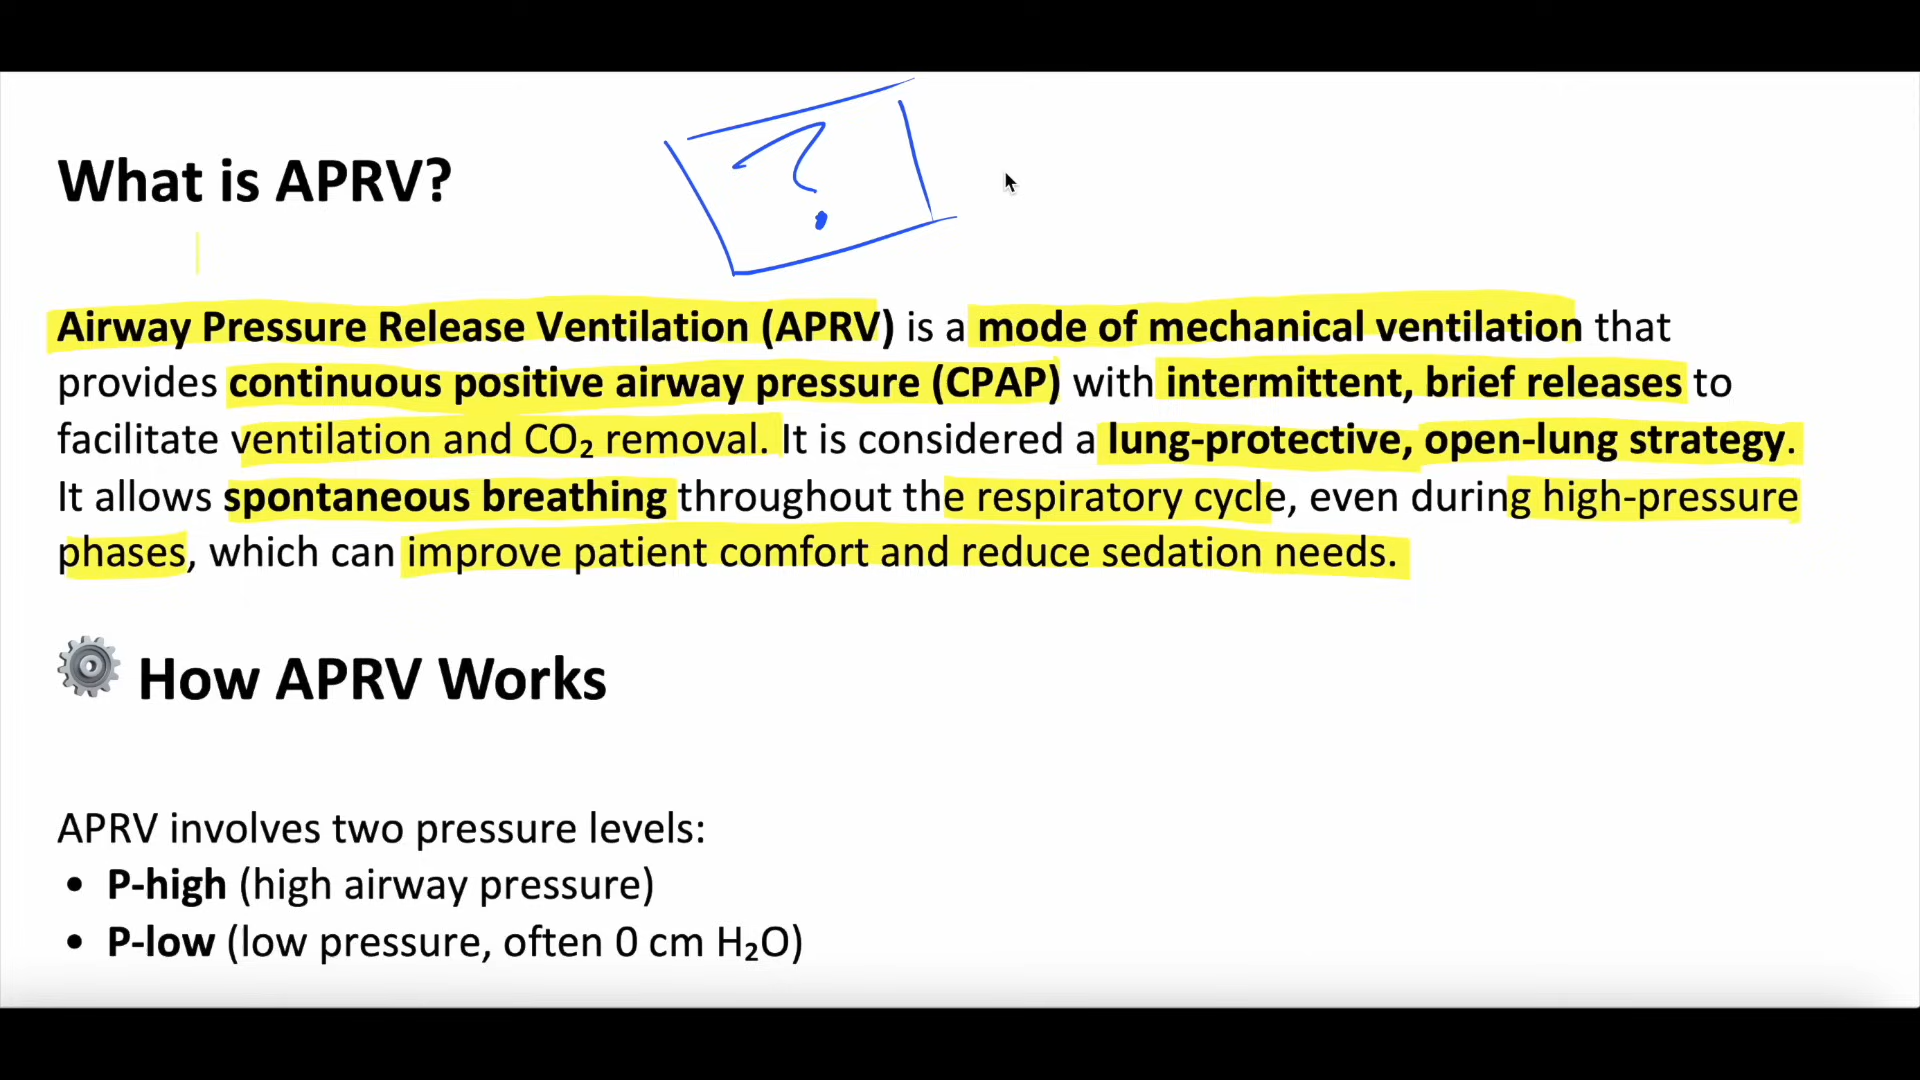 What is APRV?
?
Airway Pressure Release Ventilation (APRV) is a mode of mechanical ventilation that
provides continuous positive airway pressure (CPAP) with intermittent, brief releases to
facilitate ventilation and CO₂ removal. It is considered a lung-protective, open-lung strategy.
It allows spontaneous breathing throughout the respiratory cycle, even during high-pressure
phases, which can improve patient comfort and reduce sedation needs.
How APRV Works
APRV involves two pressure levels:
• P-high (high airway pressure)
• P-low (low pressure, often 0 cm H₂O)